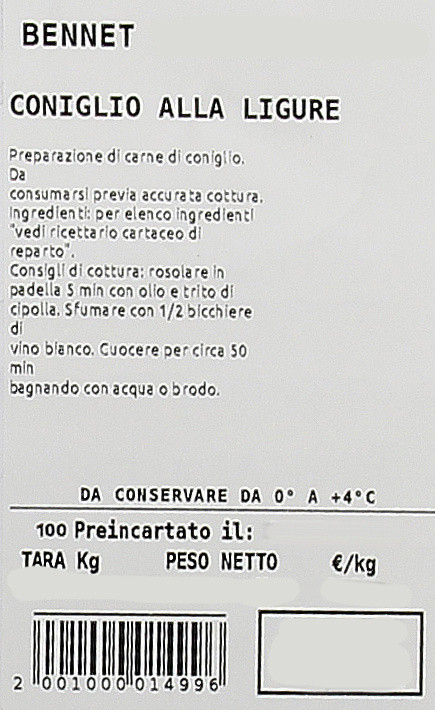 BENNET
CONIGLIO ALLA LIGURE
Preparazione di carne di coniglio.
Da
consumarsi previa accurata cottura.
Ingredienti: per elenco ingredienti
"vedi ricettario cartaceo di
reparto".
Consigli di cottura: rosolare in
padella 5 min con olio e trito di
cipolla. Sfumare con 1/2 bicchiere
di
vino bianco. Cuocere per circa 50
min
bagnando con acqua o brodo.
DA CONSERVARE DA 0° A +4°C
100 Preincartato il:
TARA Kg PESO NETTO €/kg
2 001000 014996